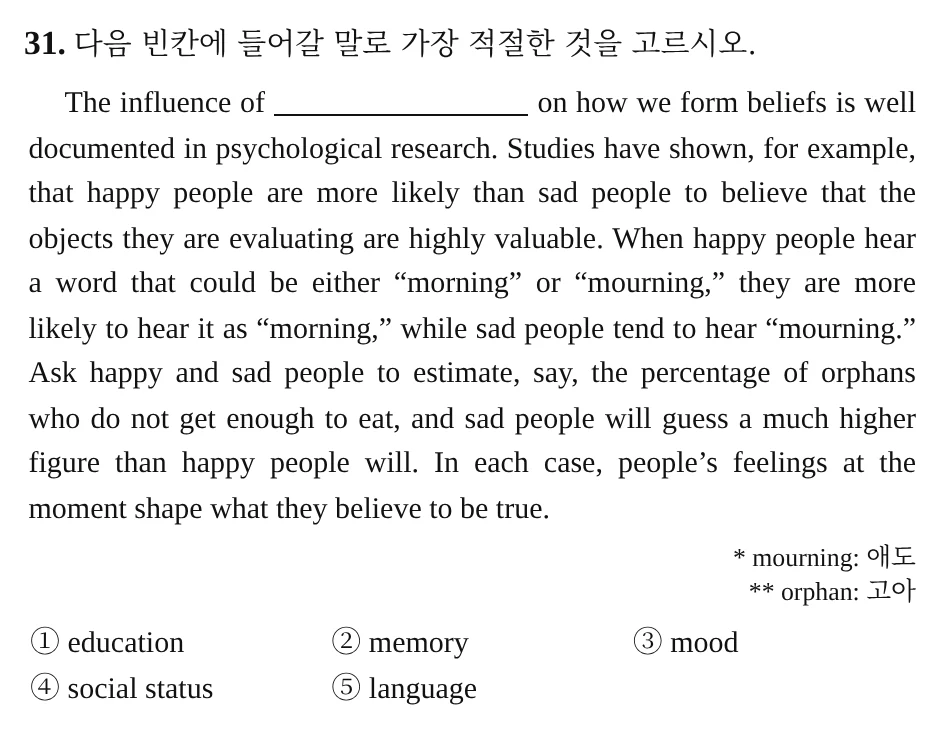 31. 다음 빈칸에 들어갈 말로 가장 적절한 것을 고르시오.
The influence of ____________ on how we form beliefs is well
documented in psychological research. Studies have shown, for example,
that happy people are more likely than sad people to believe that the
objects they are evaluating are highly valuable. When happy people hear
a word that could be either “morning” or “mourning,” they are more
likely to hear it as “morning,” while sad people tend to hear “mourning.”
Ask happy and sad people to estimate, say, the percentage of orphans
who do not get enough to eat, and sad people will guess a much higher
figure than happy people will. In each case, people’s feelings at the
moment shape what they believe to be true.
* mourning: 애도
** orphan: 고아
① education ② memory ③ mood
④ social status ⑤ language